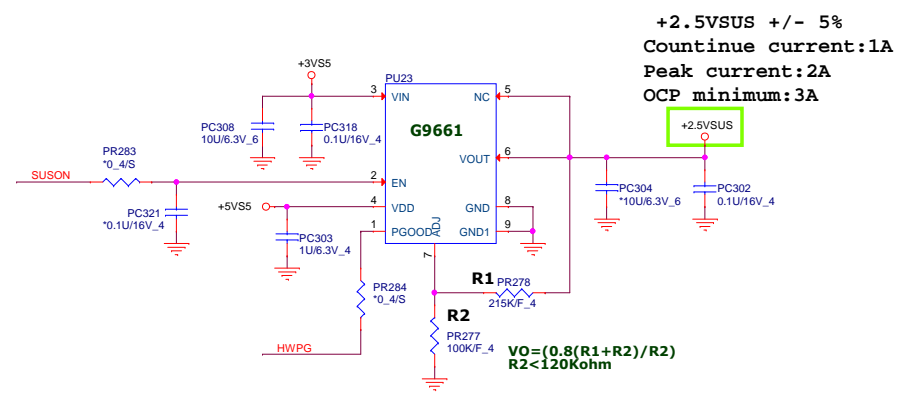 +2.5VSUS +/- 5%
Countinue current:1A
Peak current:2A
OCP minimum:3A
+3VS5
PU23
+2.5VSUS
3
VIN
NC
5
PC308
10U/6.3V_6
PC318
0.1U/16V_4
G9661
VOUT
6
PR283
*0_4/S
SUSON
2
EN
PC304
*10U/6.3V_6
PC302
0.1U/16V_4
PC321
*0.1U/16V_4
+5VS5
4
VDD
GND
8
1
PGOOD
ADJ
GND1
9
PC303
1U/6.3V_4
7
PR284
*0_4/S
R1
PR278
215K/F_4
R2
PR277
100K/F_4
HWPG
VO=(0.8(R1+R2)/R2)
R2<120Kohm